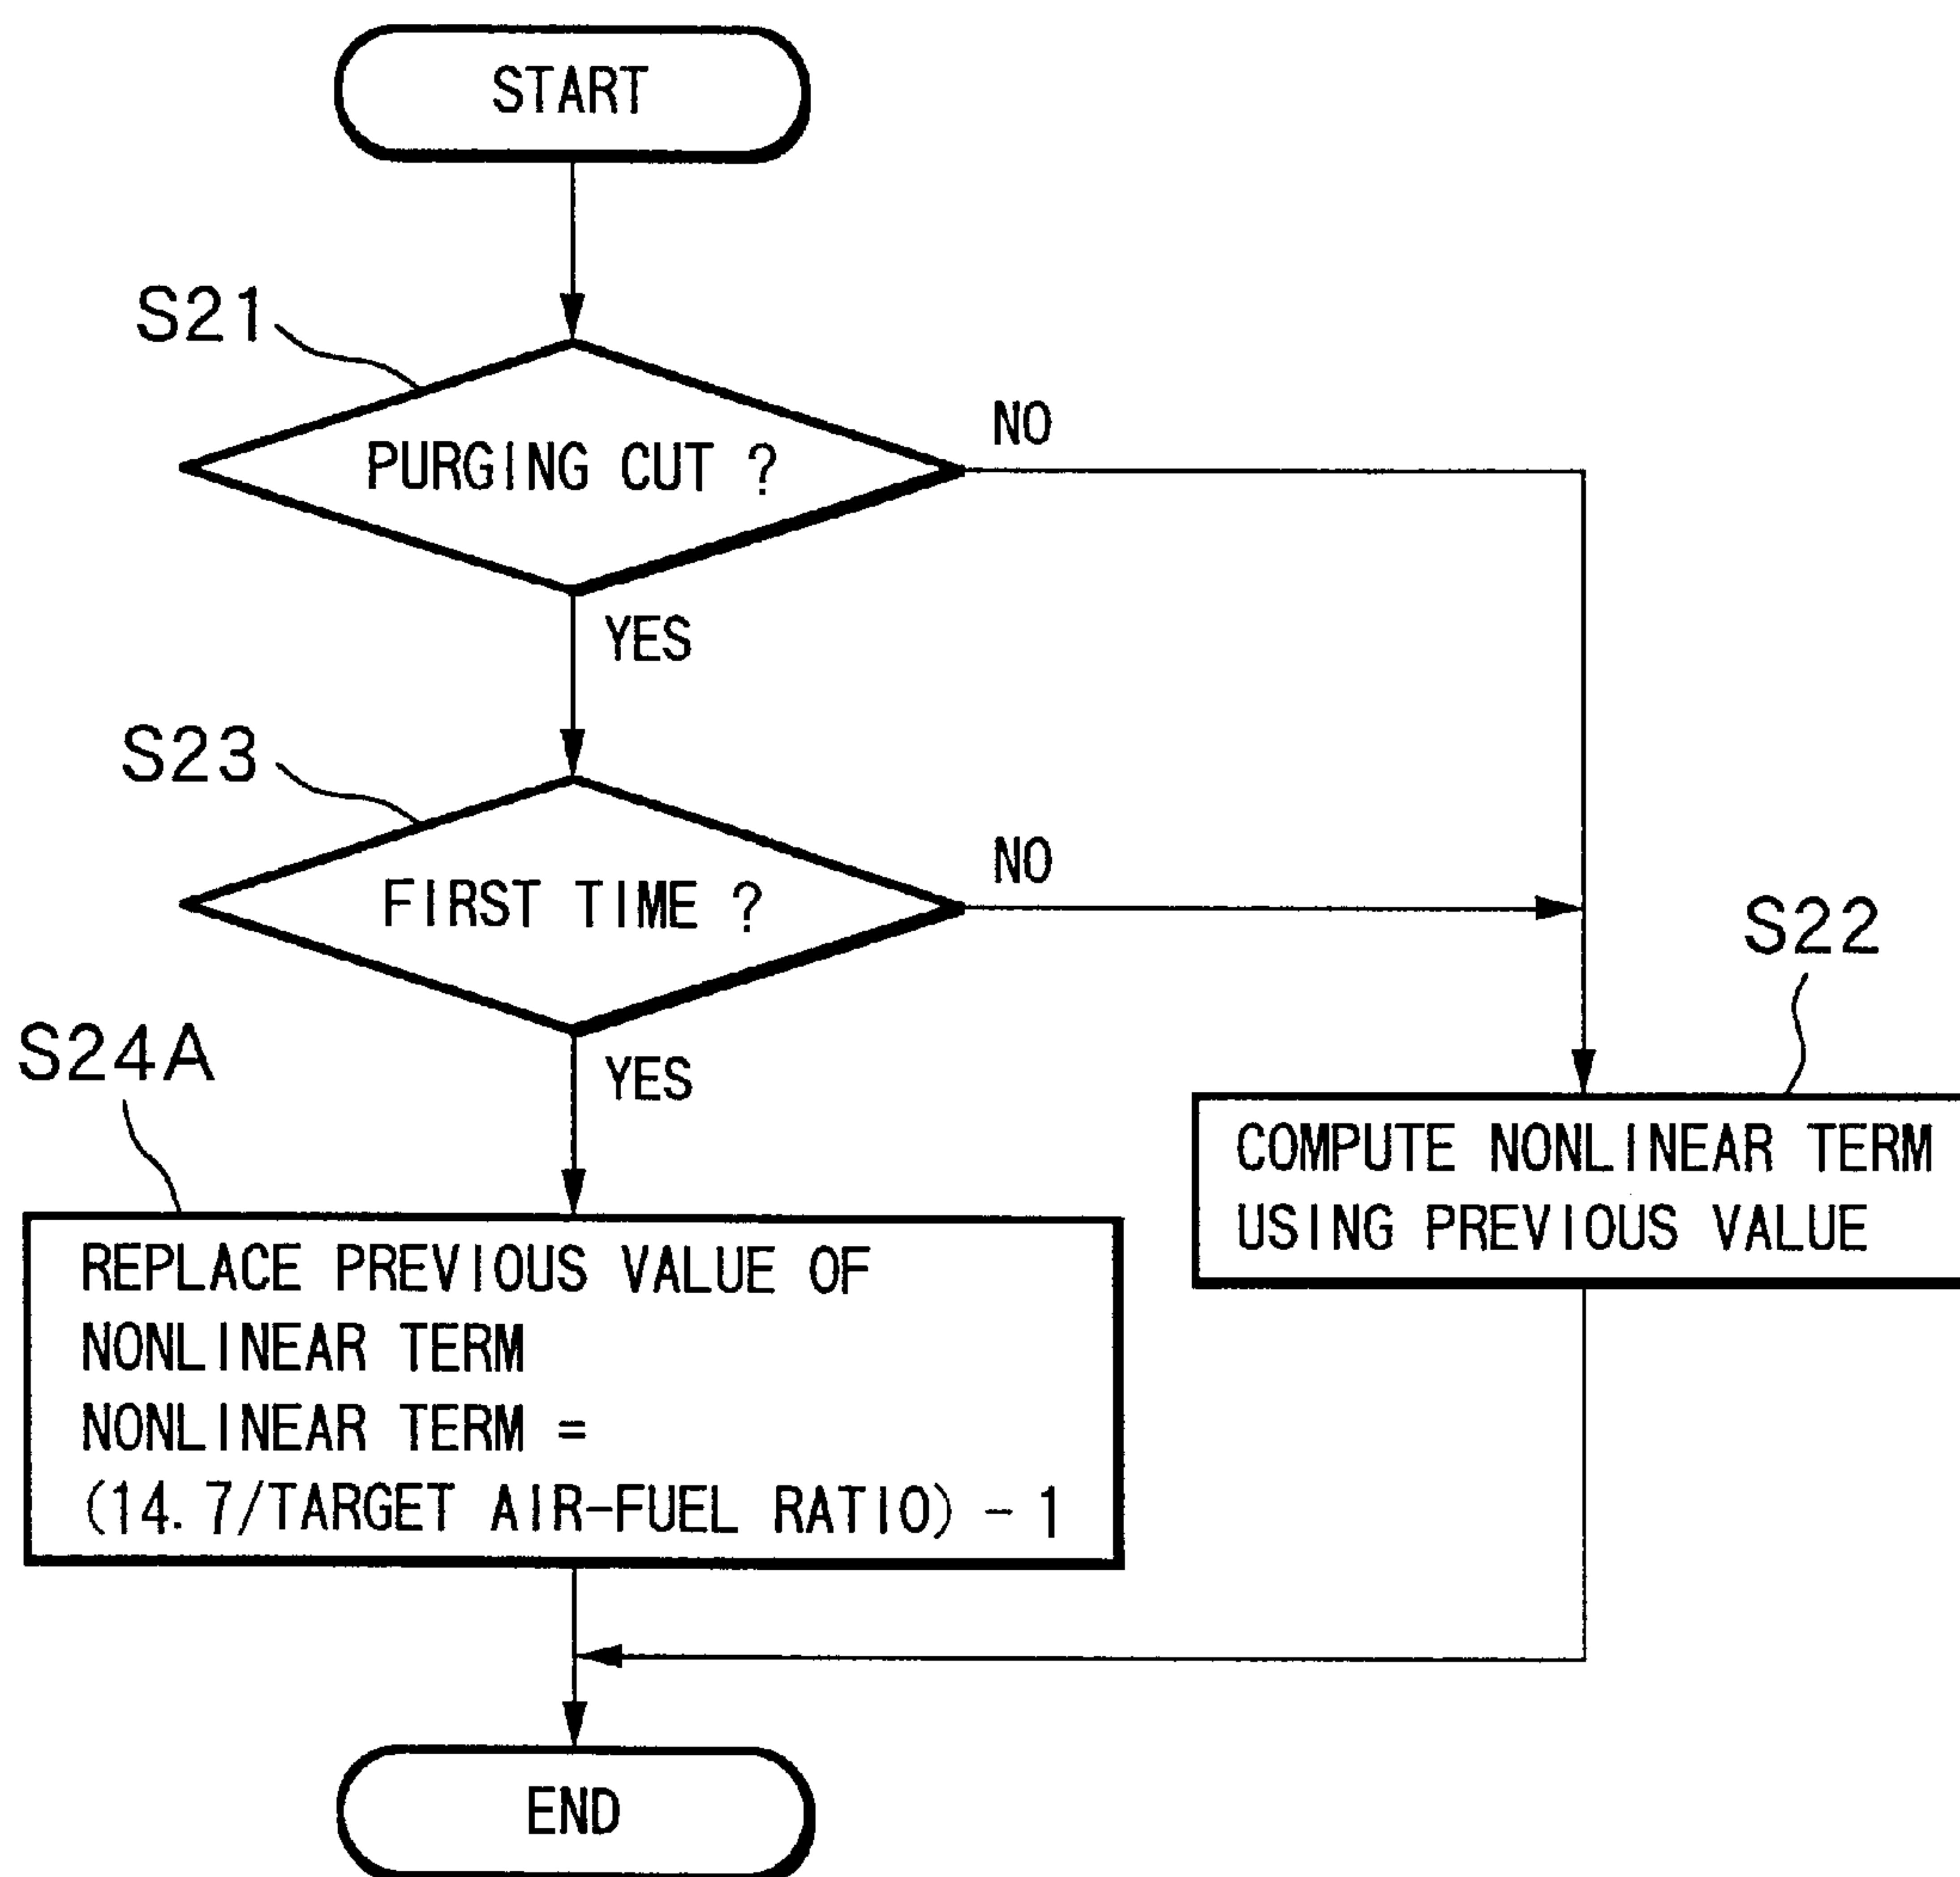 START
S21
PURGING CUT ?
NO
YES
S23
FIRST TIME ?
NO
S22
S24A
YES
COMPUTE NONLINEAR TERM
USING PREVIOUS VALUE
REPLACE PREVIOUS VALUE OF
NONLINEAR TERM
NONLINEAR TERM =
(14.7/TARGET AIR-FUEL RATIO) - 1
END